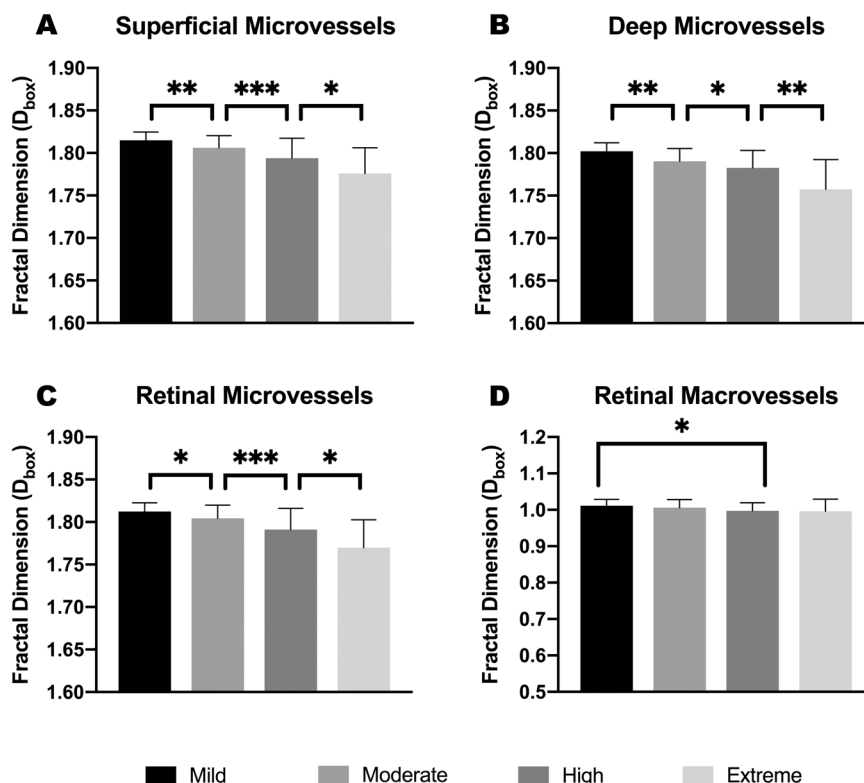 A Superficial Microvessels
Fractal Dimension (Dbox)
1.90
1.85
1.80
1.75
1.70
1.65
1.60
** *** *
B Deep Microvessels
Fractal Dimension (Dbox)
1.90
1.85
1.80
1.75
1.70
1.65
1.60
** * **
C Retinal Microvessels
Fractal Dimension (Dbox)
1.90
1.85
1.80
1.75
1.70
1.65
1.60
* *** *
D Retinal Macrovessels
Fractal Dimension (Dbox)
1.2
1.1
1.0
0.9
0.8
0.7
0.6
0.5
*
Mild Moderate High Extreme